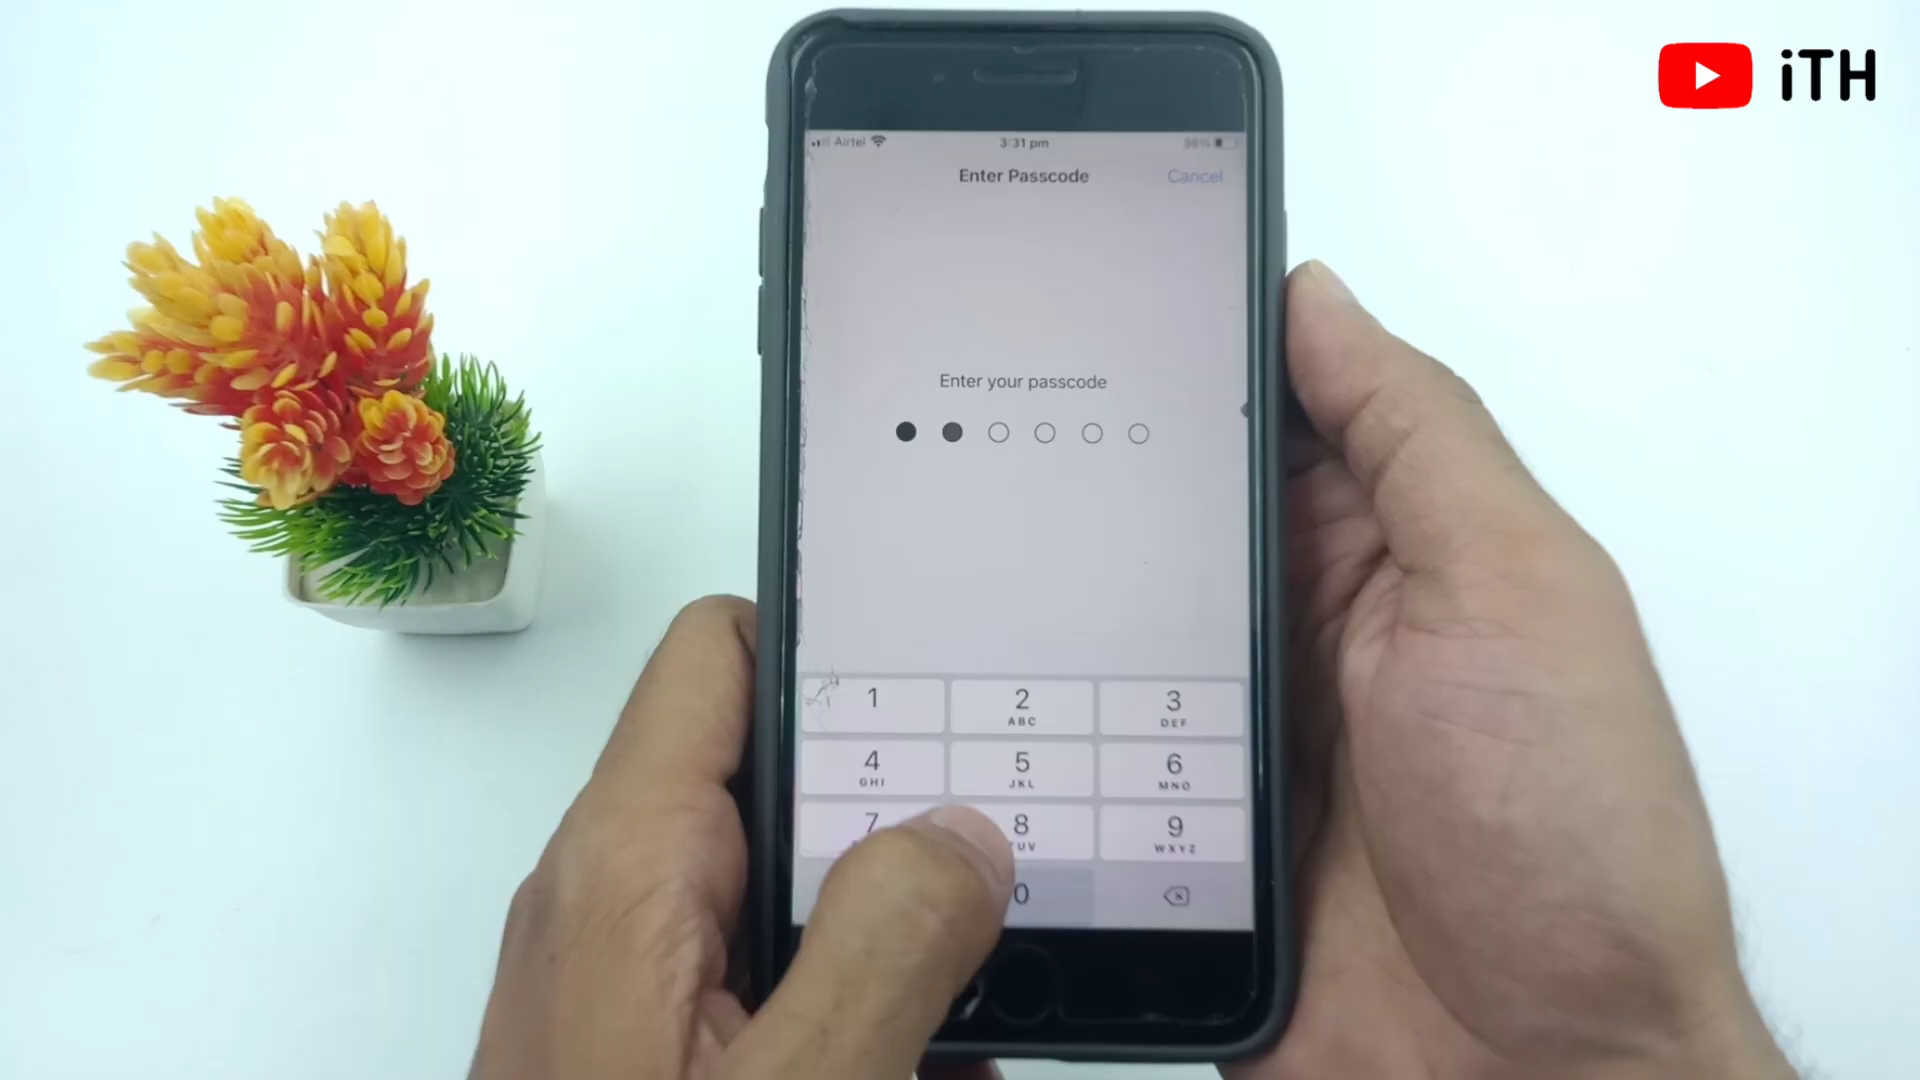 iTH
Airtel 3:31 pm 36%
Enter Passcode Cancel
Enter your passcode
1 2 3
ABC DEF
4 5 6
GHI JKL MNO
7 8 9
WXYZ
0